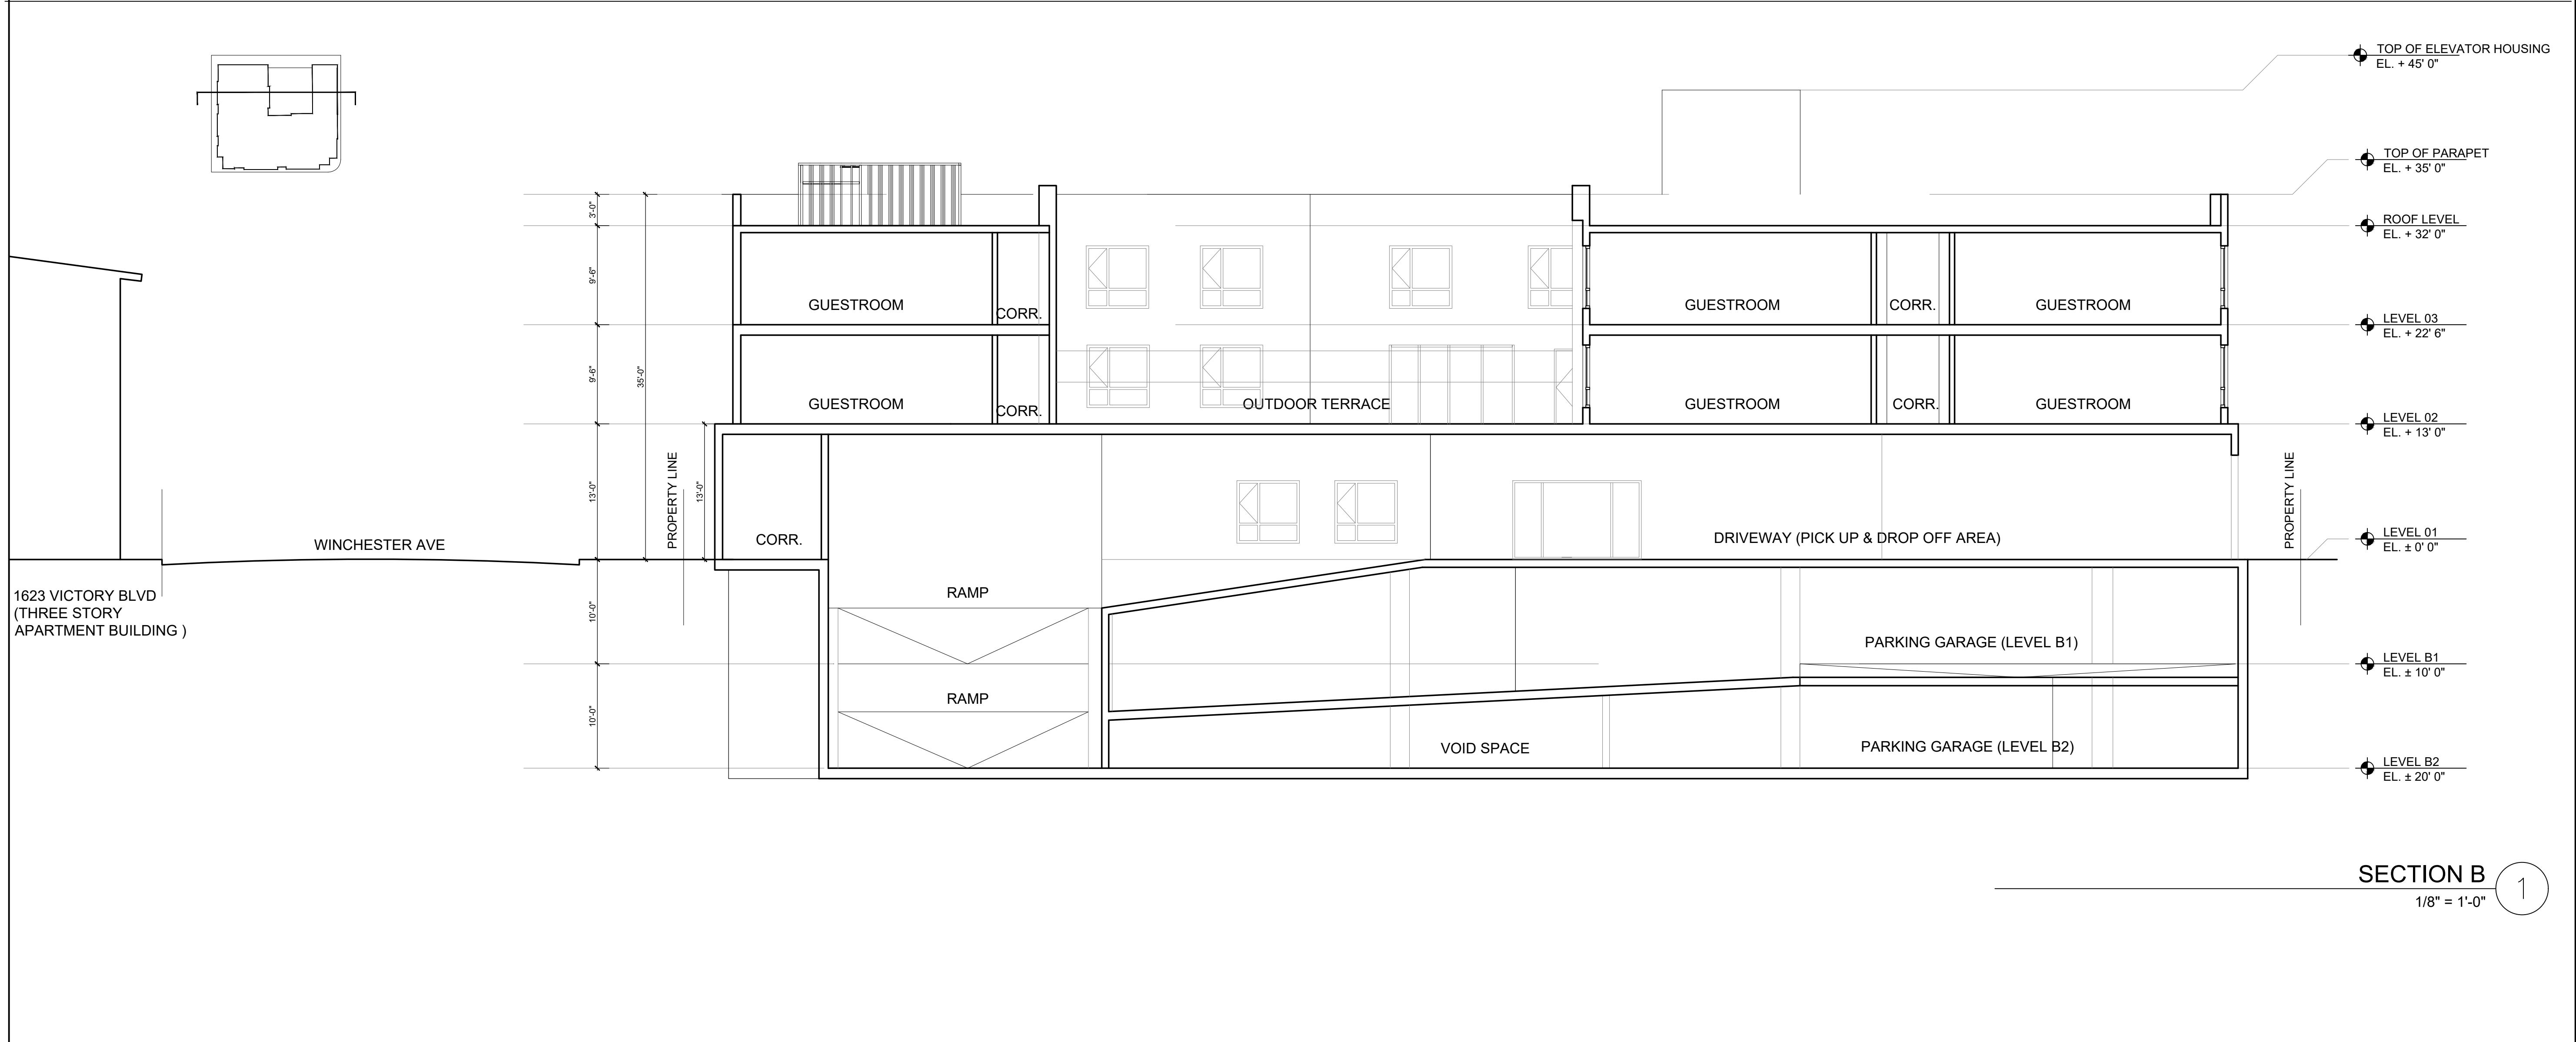 TOP OF ELEVATOR HOUSING
EL. + 45' 0"
TOP OF PARAPET
EL. + 35' 0"
3'-0"
ROOF LEVEL
EL. + 32' 0"
9'-6"
GUESTROOM
CORR.
GUESTROOM
CORR.
GUESTROOM
LEVEL 03
EL. + 22' 6"
9'-6"
35'-0"
GUESTROOM
CORR.
OUTDOOR TERRACE
GUESTROOM
CORR.
GUESTROOM
LEVEL 02
EL. + 13' 0"
13'-0"
PROPERTY LINE
13'-0"
PROPERTY LINE
WINCHESTER AVE
CORR.
DRIVEWAY (PICK UP & DROP OFF AREA)
LEVEL 01
EL. ± 0' 0"
1623 VICTORY BLVD
(THREE STORY
APARTMENT BUILDING )
10'-0"
RAMP
PARKING GARAGE (LEVEL B1)
LEVEL B1
EL. ± 10' 0"
10'-0"
RAMP
VOID SPACE
PARKING GARAGE (LEVEL B2)
LEVEL B2
EL. ± 20' 0"
SECTION B
1
1/8" = 1'-0"